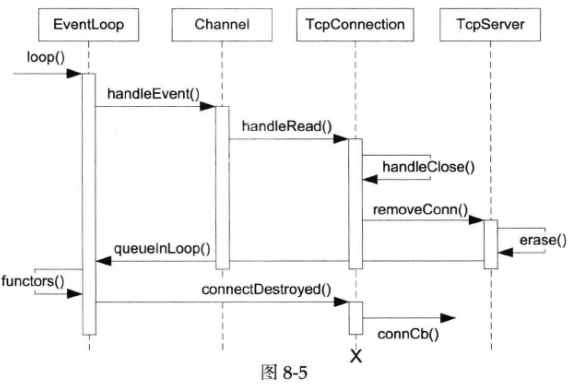 EventLoop Channel TcpConnection TcpServer
loop()
handleEvent()
handleRead()
handleClose()
removeConn()
queueInLoop()
erase()
functors()
connectDestroyed()
connCb()
X
图 8-5